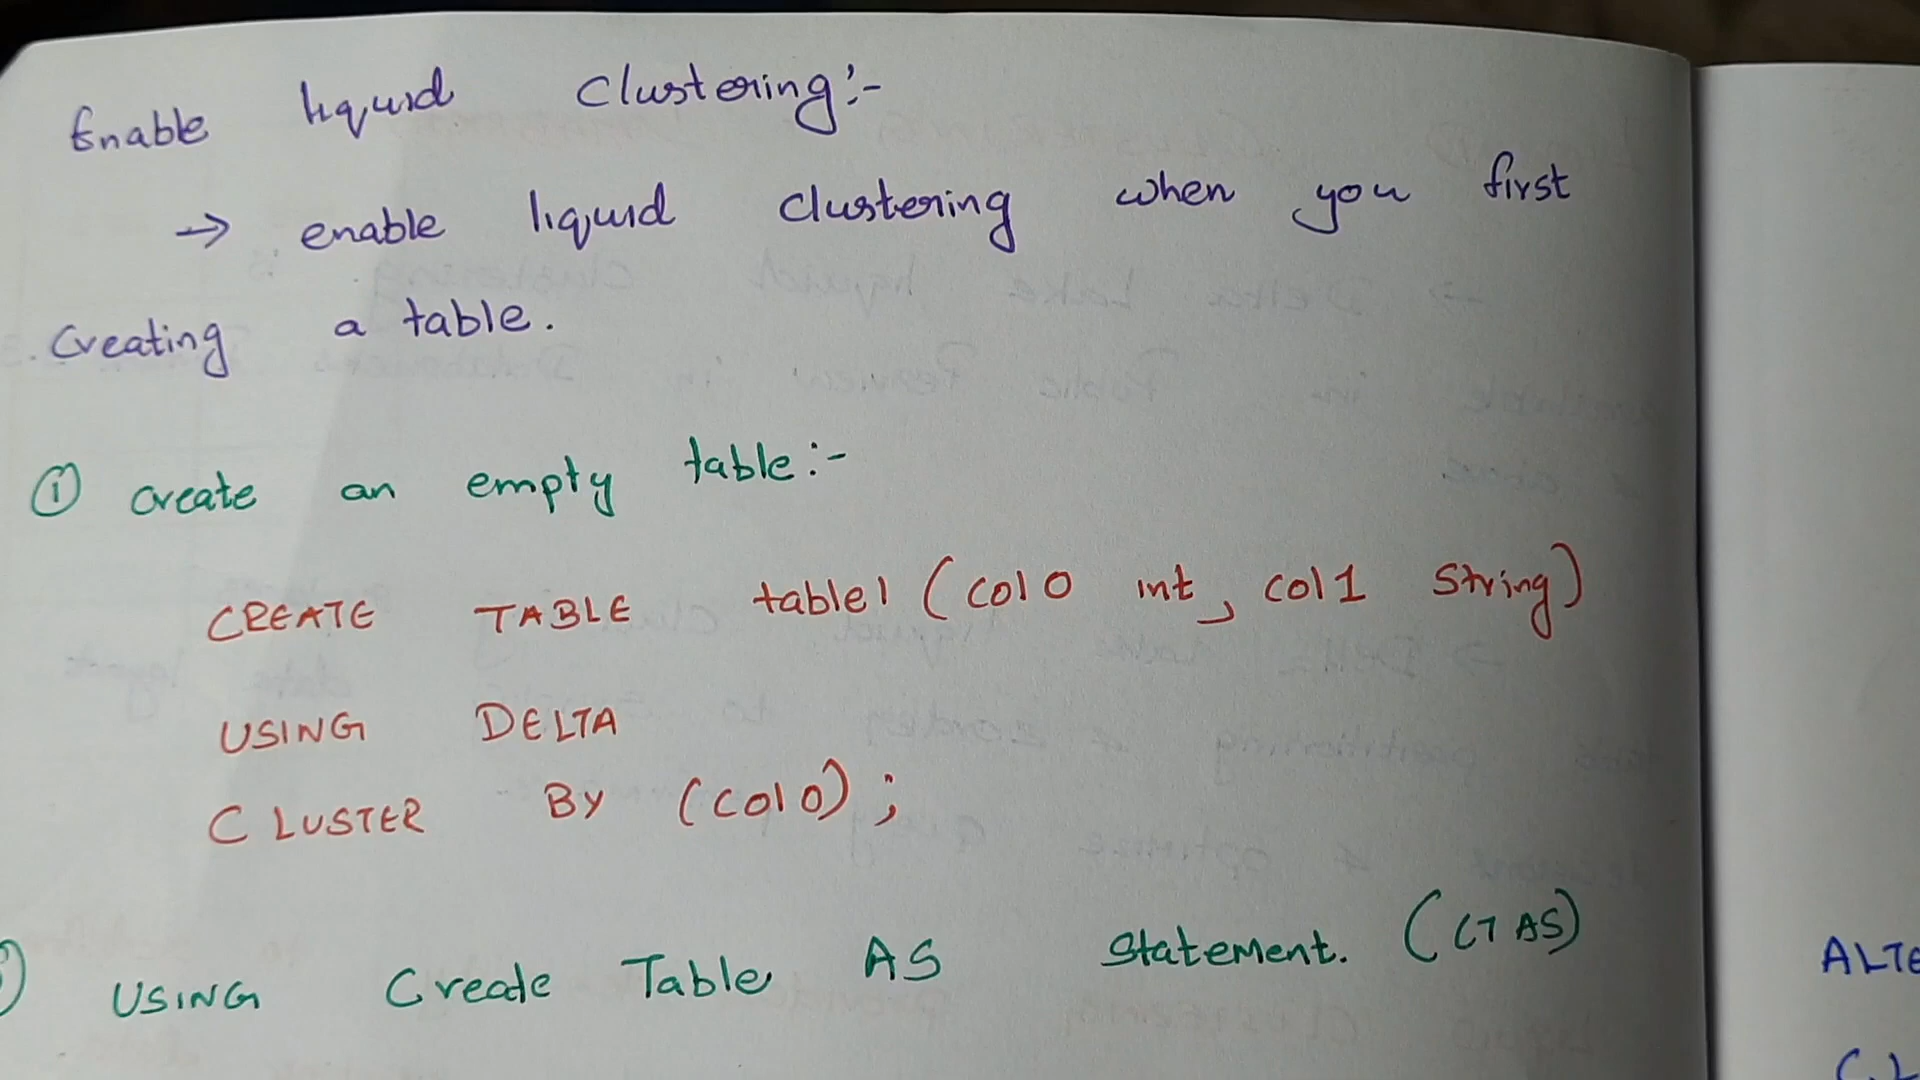 Enable liquid Clustering:-
→ enable liquid clustering when you first
Creating a table.
① Create an empty table:-
CREATE TABLE table1 (col0 int, col1 String)
USING DELTA
CLUSTER BY (col0);
USING Create Table AS Statement. (CTAS)
ALTE
CL